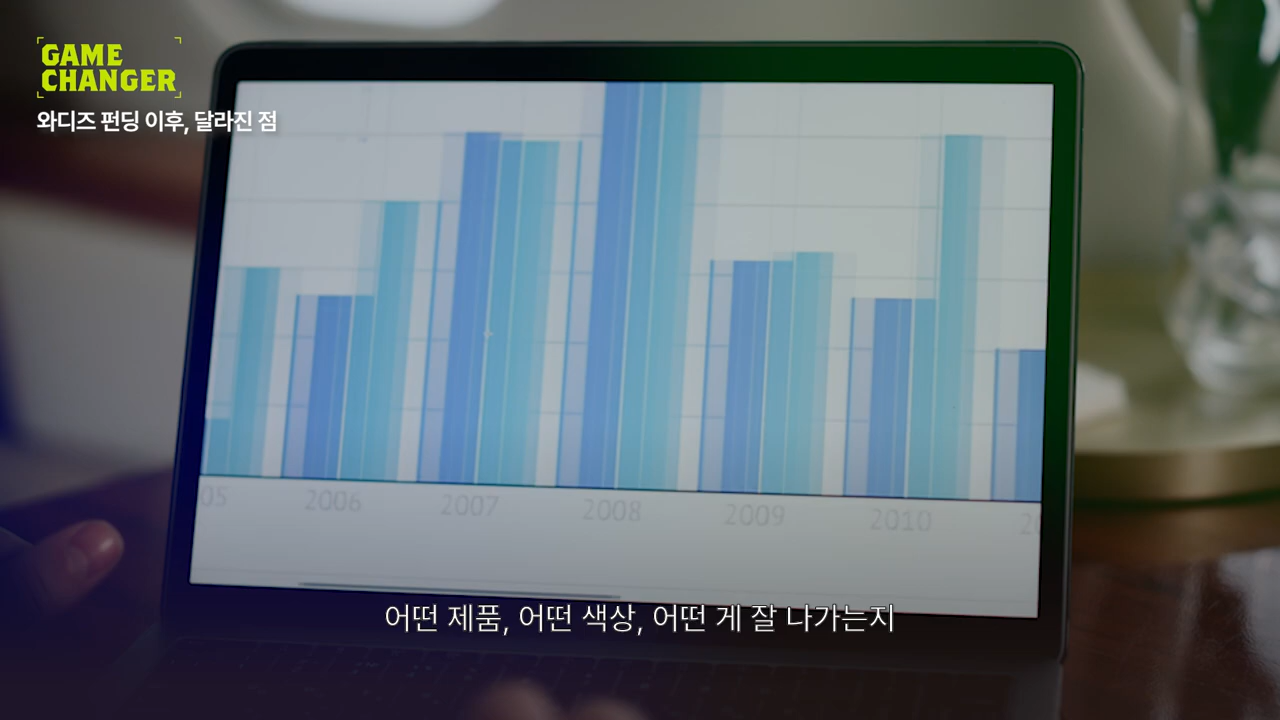 GAME
CHANGER
와디즈 펀딩 이후, 달라진 점
05 2006 2007 2008 2009 2010
어떤 제품, 어떤 색상, 어떤 게 잘 나가는지